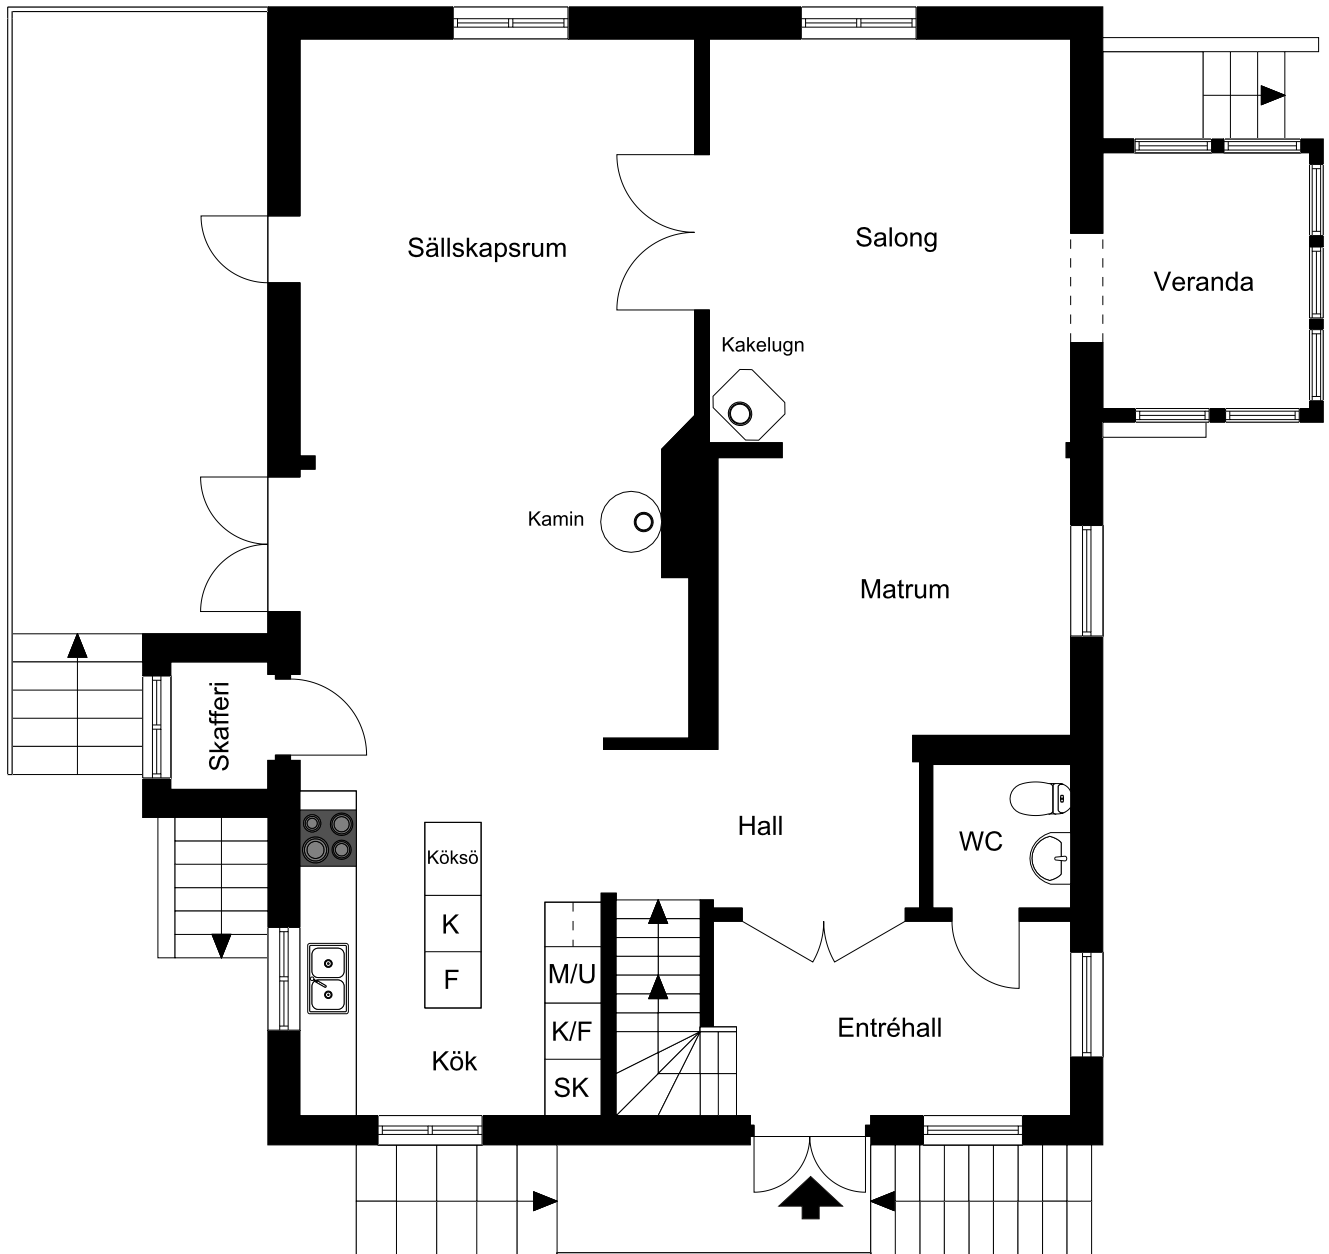 Sällskapsrum
Salong
Veranda
Kakelugn
Kamin
Matrum
Skafferi
Hall
WC
Köksö
K
F
M/U
K/F
SK
Kök
Entréhall